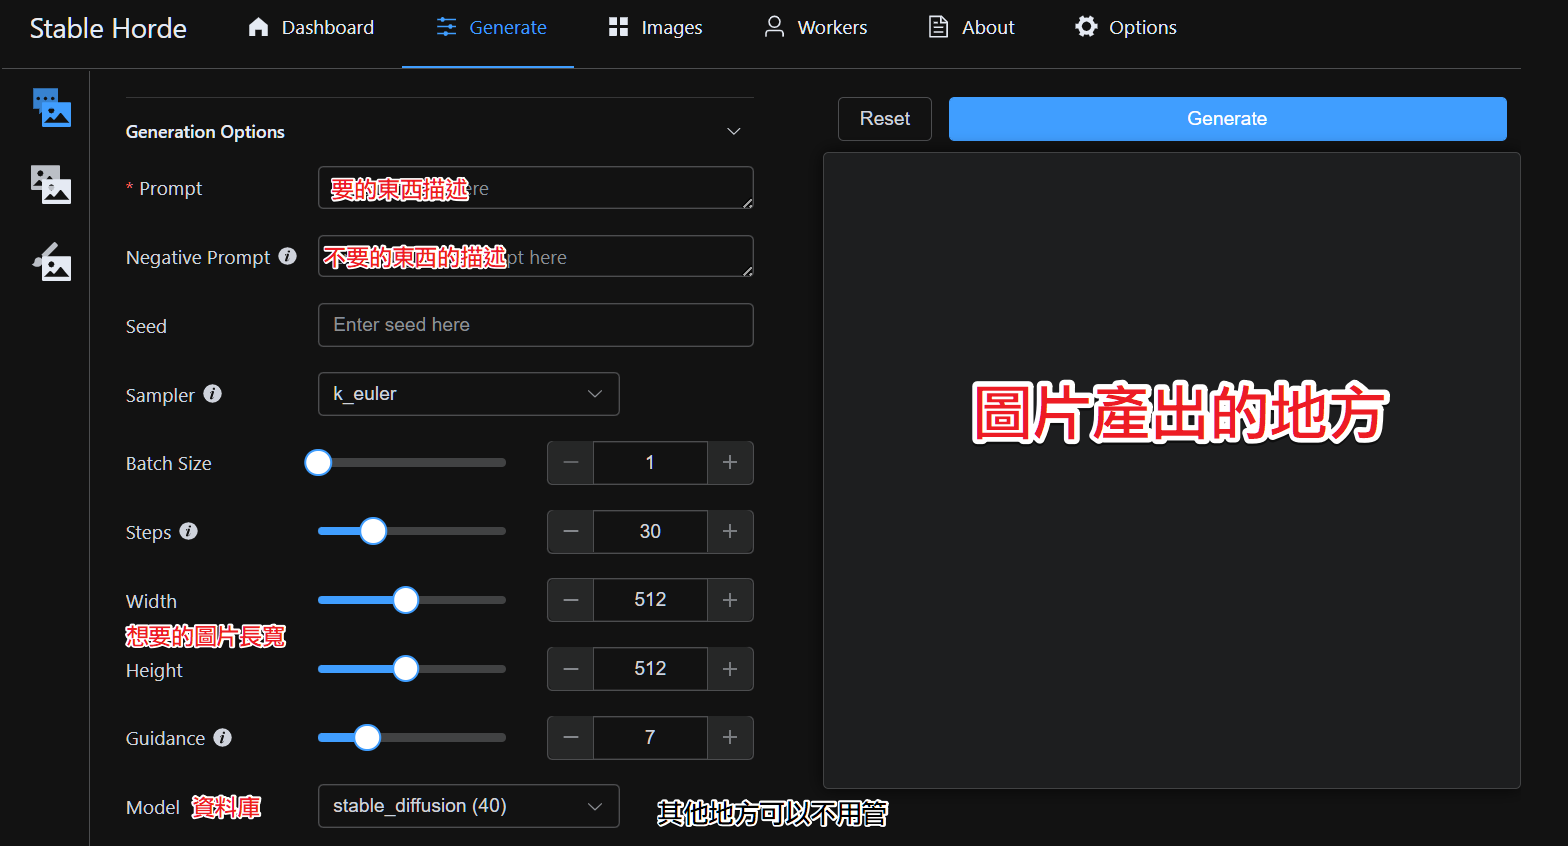 Stable Horde
Dashboard
Generate
Images
Workers
About
Options
Generation Options
Reset
Generate
* Prompt
要的東西描述
ere
Negative Prompt
不要的東西的描述
pt here
Seed
Enter seed here
Sampler
k_euler
Batch Size
1
Steps
30
Width
512
想要的圖片長寬
Height
512
Guidance
7
Model
資料庫
stable_diffusion (40)
圖片產出的地方
其他地方可以不用管